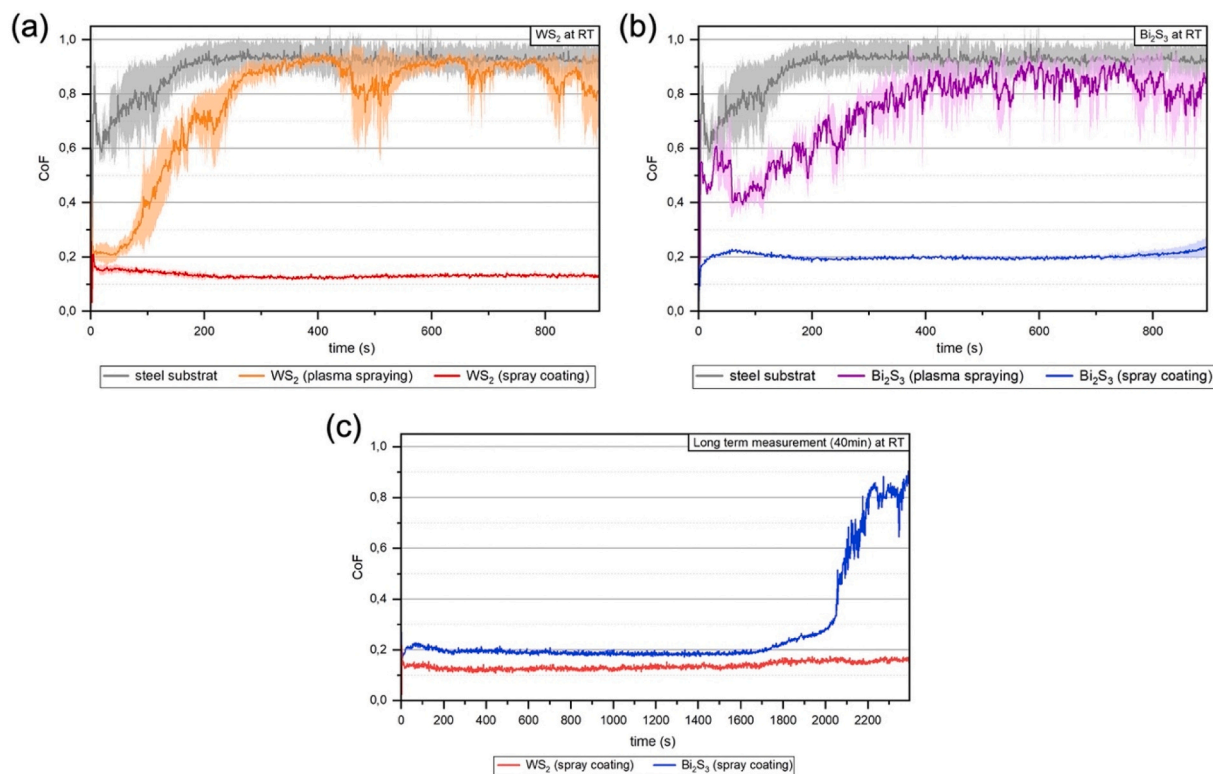 (a)
WS₂ at RT
1,0
0,8
0,6
0,4
0,2
0,0
CoF
0 200 400 600 800
time (s)
steel substrat WS₂ (plasma spraying) WS₂ (spray coating)
(b)
Bi₂S₃ at RT
1,0
0,8
0,6
0,4
0,2
0,0
CoF
0 200 400 600 800
time (s)
steel substrat Bi₂S₃ (plasma spraying) Bi₂S₃ (spray coating)
(c)
Long term measurement (40min) at RT
1,0
0,8
0,6
0,4
0,2
0,0
CoF
0 200 400 600 800 1000 1200 1400 1600 1800 2000 2200
time (s)
WS₂ (spray coating) Bi₂S₃ (spray coating)